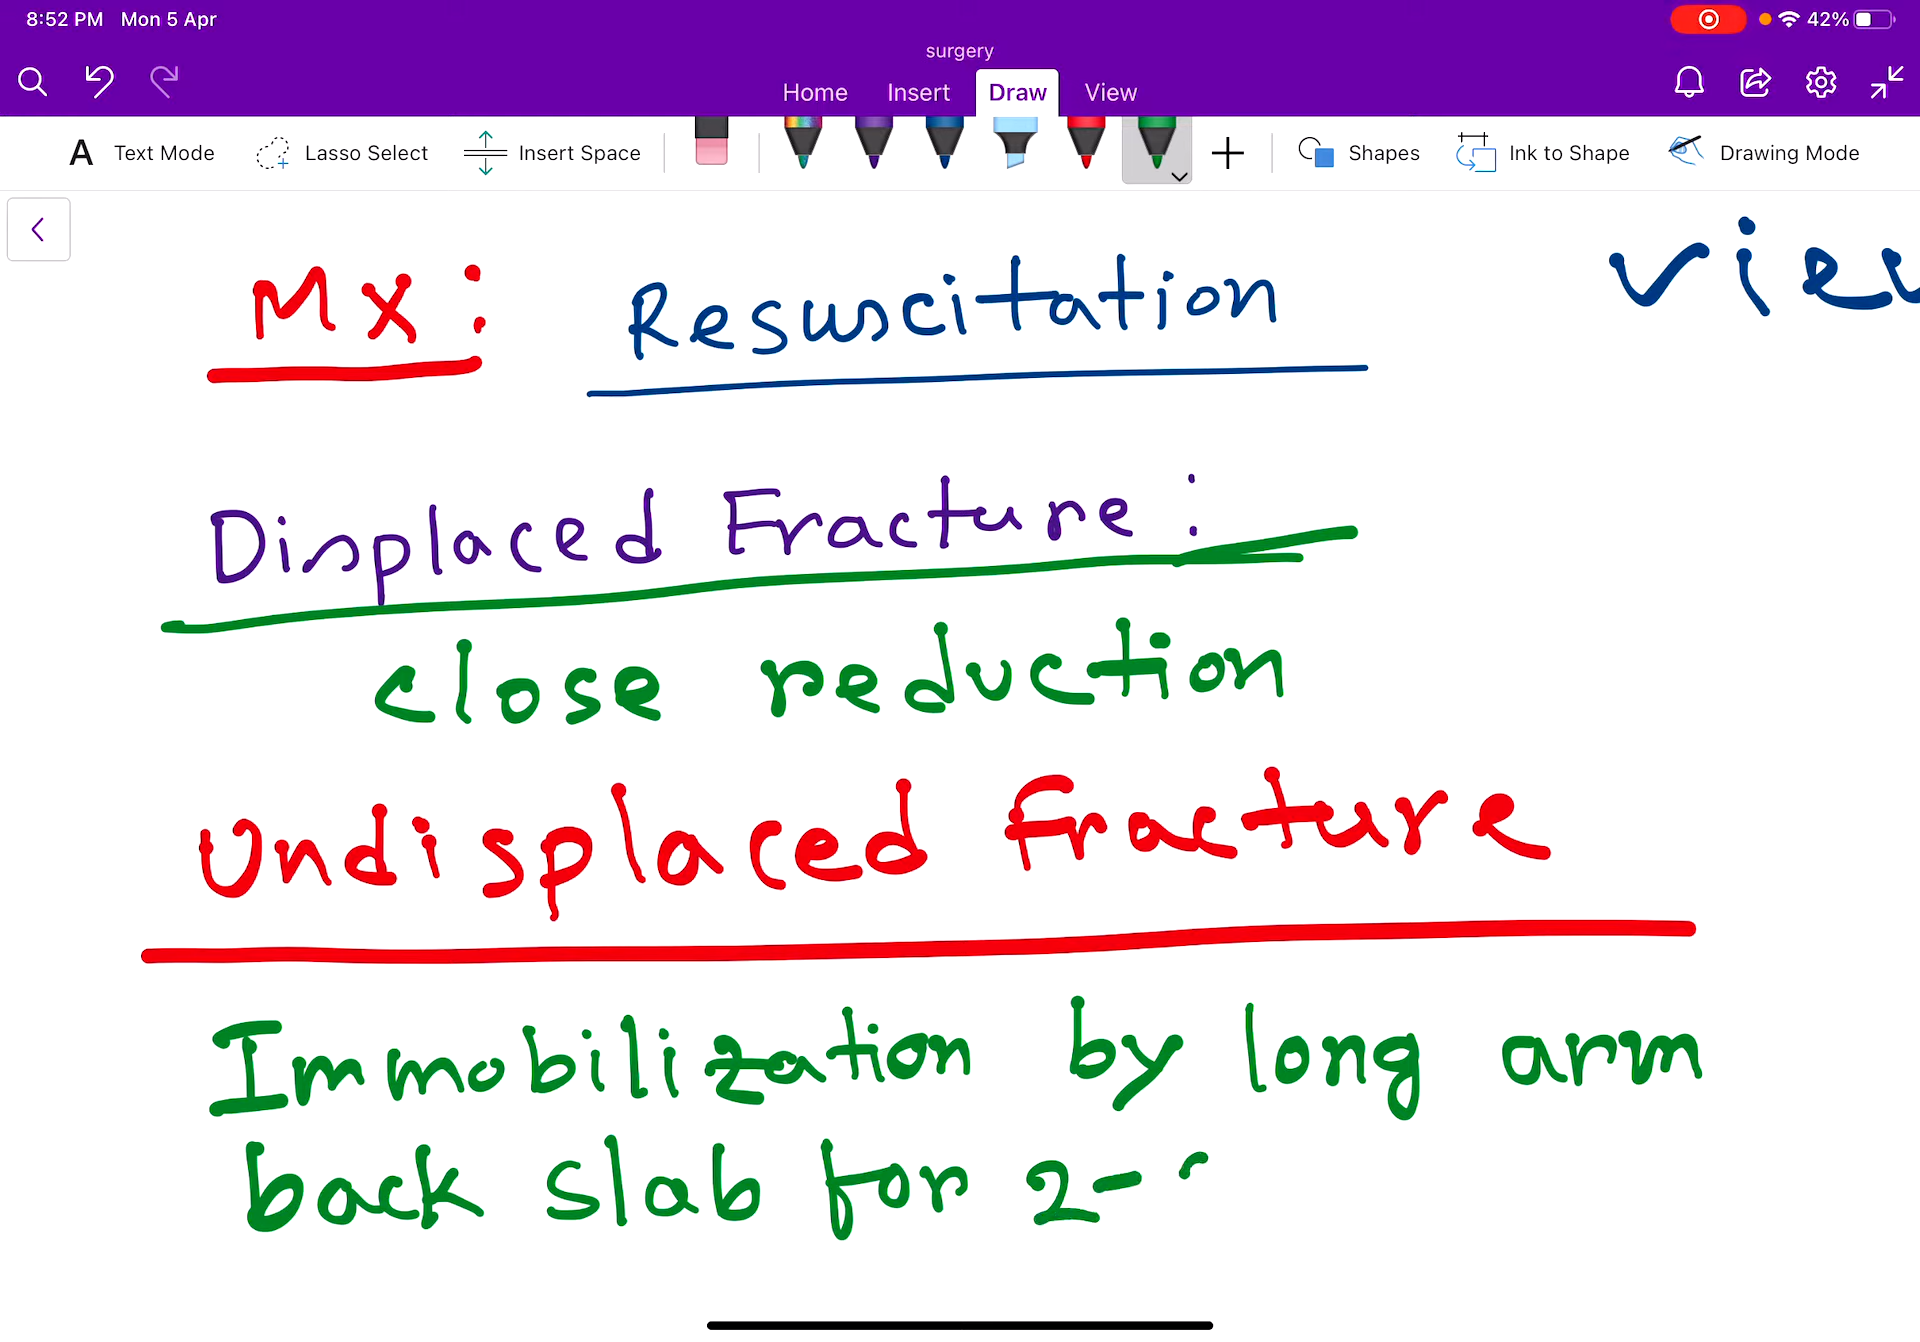 8:52 PM Mon 5 Apr
42%
surgery
Home Insert Draw View
A Text Mode Lasso Select Insert Space Shapes Ink to Shape Drawing Mode
Mx: Resuscitation
Displaced Fracture:
close reduction
Undisplaced Fracture
Immobilization by long arm
back slab for 2-